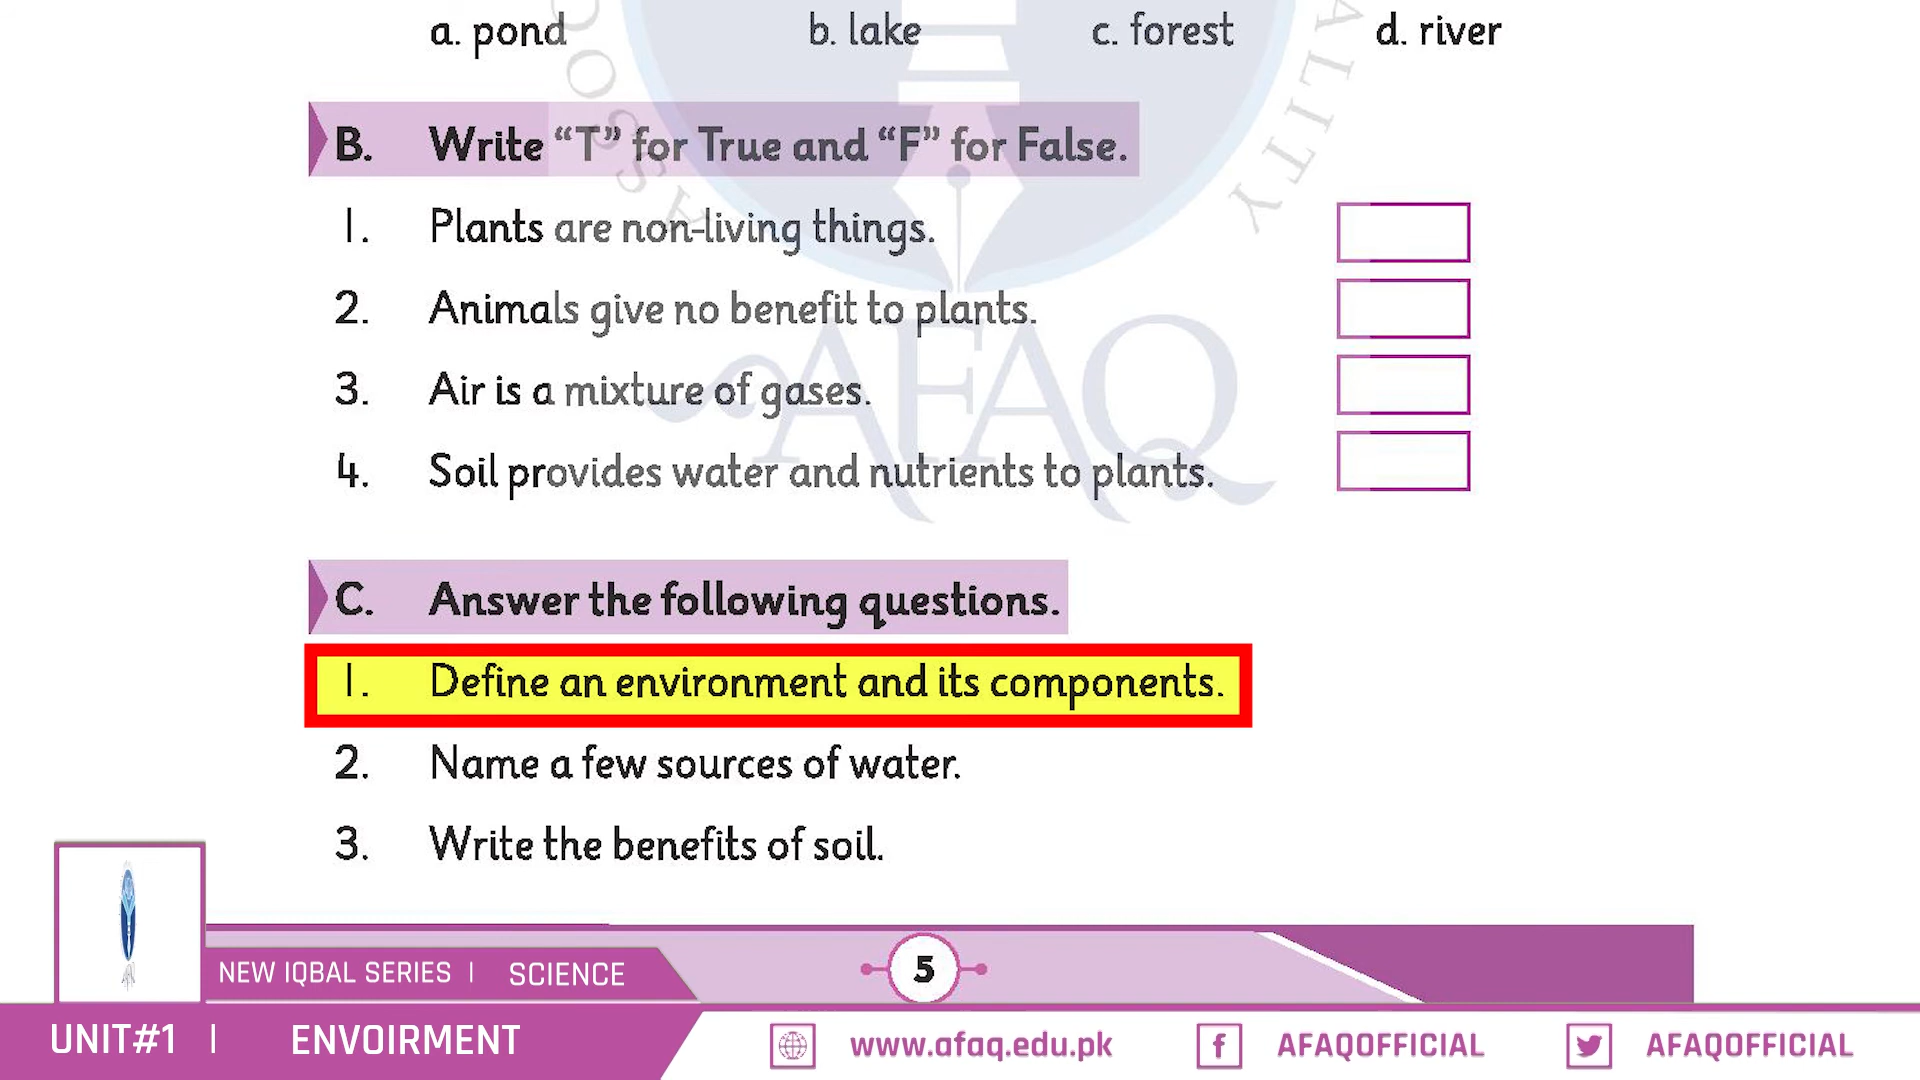 a. pond b. lake c. forest d. river
B. Write “T” for True and “F” for False.
1. Plants are non-living things.
2. Animals give no benefit to plants.
3. Air is a mixture of gases.
4. Soil provides water and nutrients to plants.
AFAQ
C. Answer the following questions.
1. Define an environment and its components.
2. Name a few sources of water.
3. Write the benefits of soil.
NEW IQBAL SERIES | SCIENCE
5
UNIT#1 | ENVOIRMENT
www.afaq.edu.pk AFAQOFFICIAL AFAQOFFICIAL